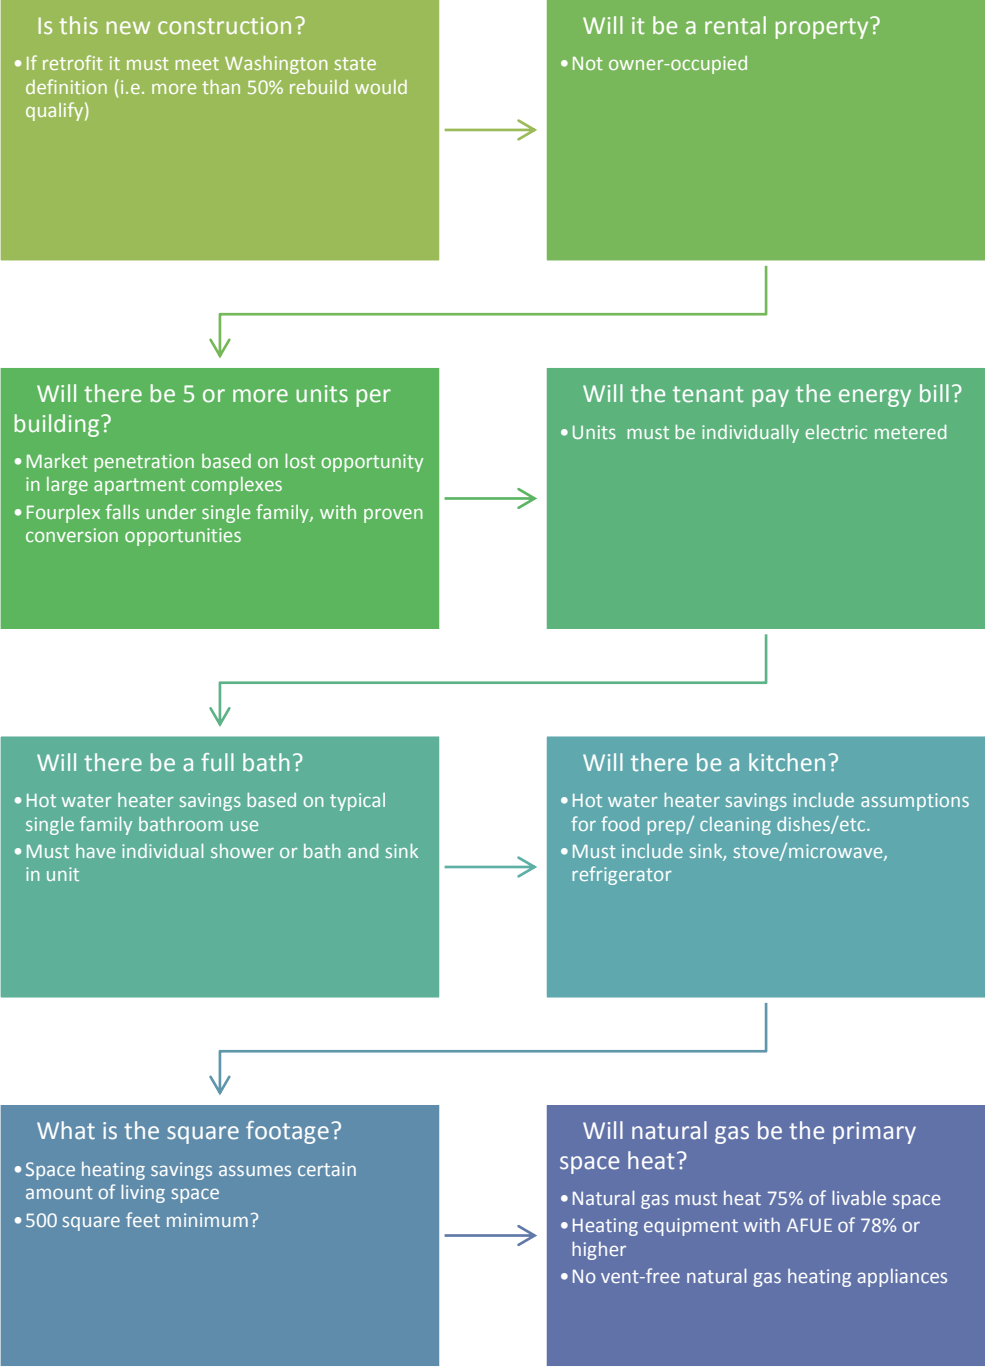 Is this new construction?
•If retrofit it must meet Washington state
definition (i.e. more than 50% rebuild would
qualify)
Will it be a rental property?
•Not owner-occupied
Will there be 5 or more units per
building?
•Market penetration based on lost opportunity
in large apartment complexes
•Fourplex falls under single family, with proven
conversion opportunities
Will the tenant pay the energy bill?
•Units must be individually electric metered
Will there be a full bath?
•Hot water heater savings based on typical
single family bathroom use
•Must have individual shower or bath and sink
in unit
Will there be a kitchen?
•Hot water heater savings include assumptions
for food prep/ cleaning dishes/etc.
•Must include sink, stove/microwave,
refrigerator
What is the square footage?
•Space heating savings assumes certain
amount of living space
•500 square feet minimum?
Will natural gas be the primary
space heat?
•Natural gas must heat 75% of livable space
•Heating equipment with AFUE of 78% or
higher
•No vent-free natural gas heating appliances